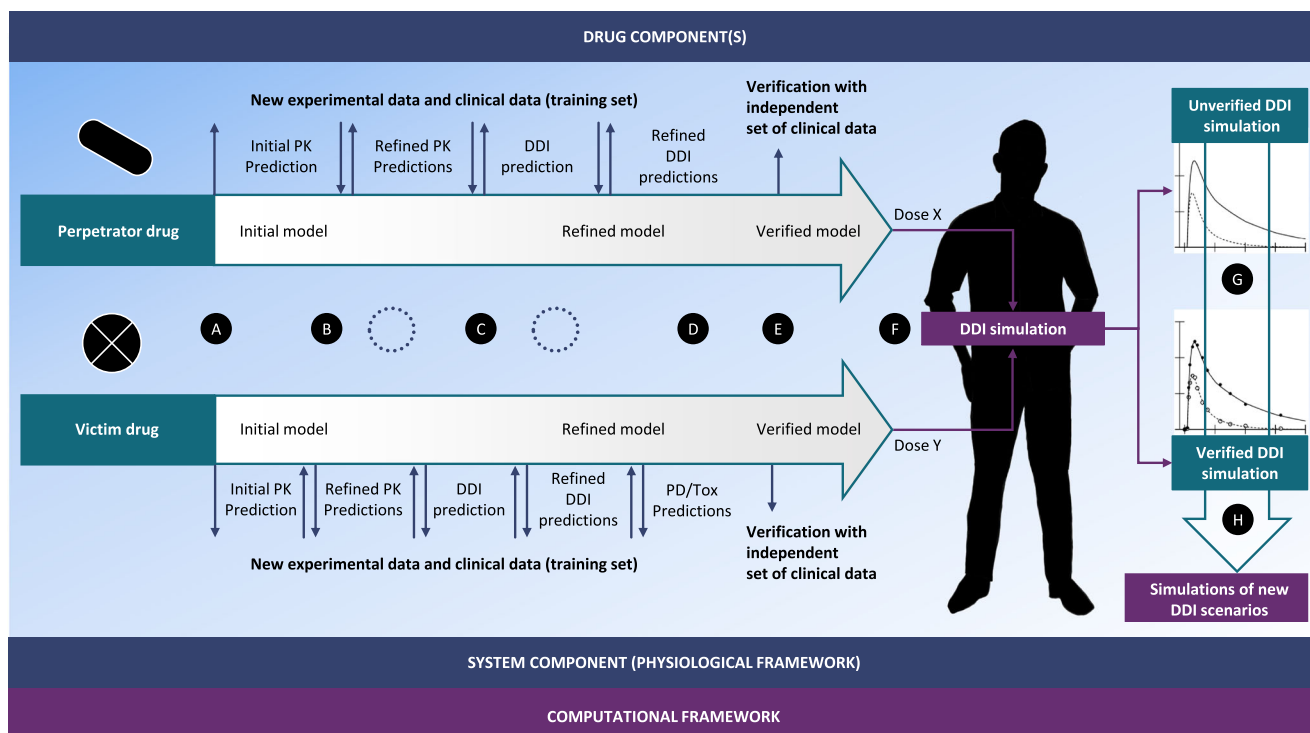 DRUG COMPONENT(S)
New experimental data and clinical data (training set)
Verification with
independent
set of clinical data
Initial PK
Prediction
Refined PK
Predictions
DDI
prediction
Refined
DDI
predictions
Perpetrator drug
Initial model
Refined model
Verified model
Dose X
A
B
C
D
E
F
DDI simulation
Victim drug
Initial model
Refined model
Verified model
Dose Y
Initial PK
Prediction
Refined PK
Predictions
DDI
prediction
Refined
DDI
predictions
PD/Tox
Predictions
New experimental data and clinical data (training set)
Verification with
independent
set of clinical data
Unverified DDI
simulation
G
Verified DDI
simulation
H
Simulations of new
DDI scenarios
SYSTEM COMPONENT (PHYSIOLOGICAL FRAMEWORK)
COMPUTATIONAL FRAMEWORK